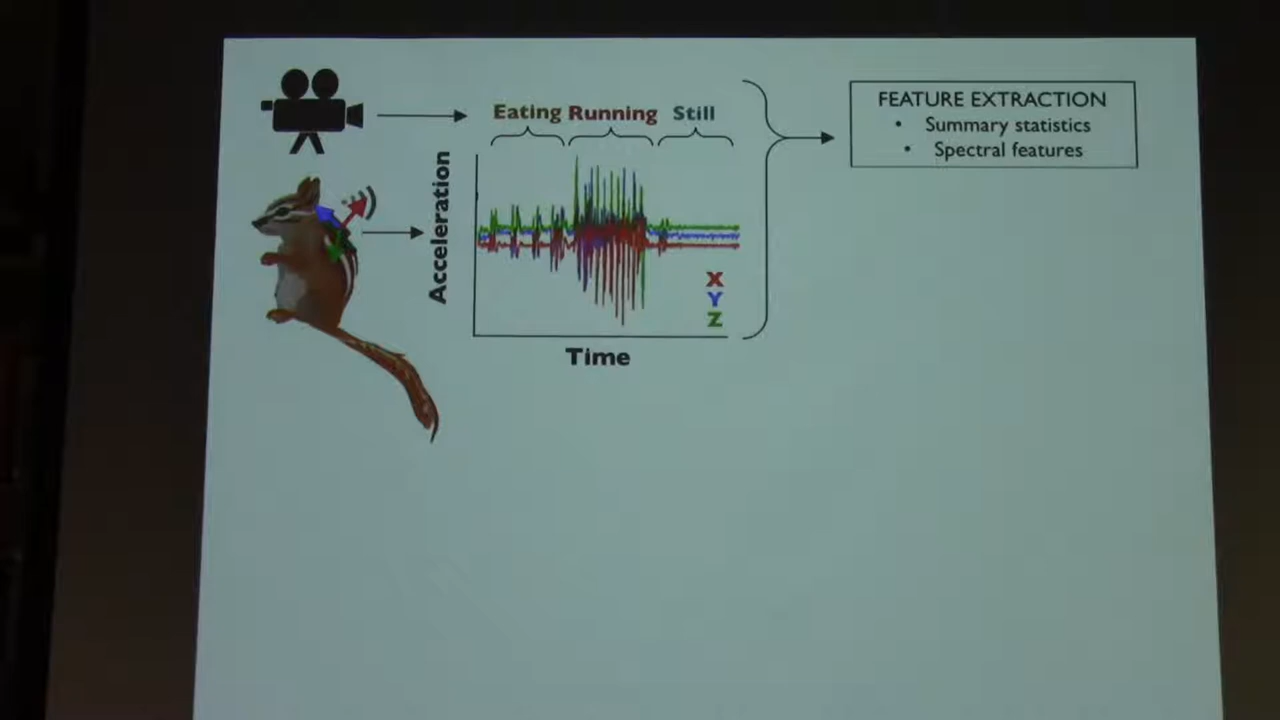 Eating Running Still
Acceleration
X
Y
Z
Time
FEATURE EXTRACTION
• Summary statistics
• Spectral features